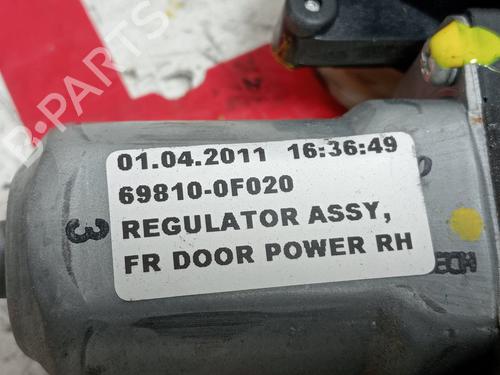 B-PARTS
01.04.2011 16:36:49
69810-0F020
REGULATOR ASSY,
FR DOOR POWER RH
3